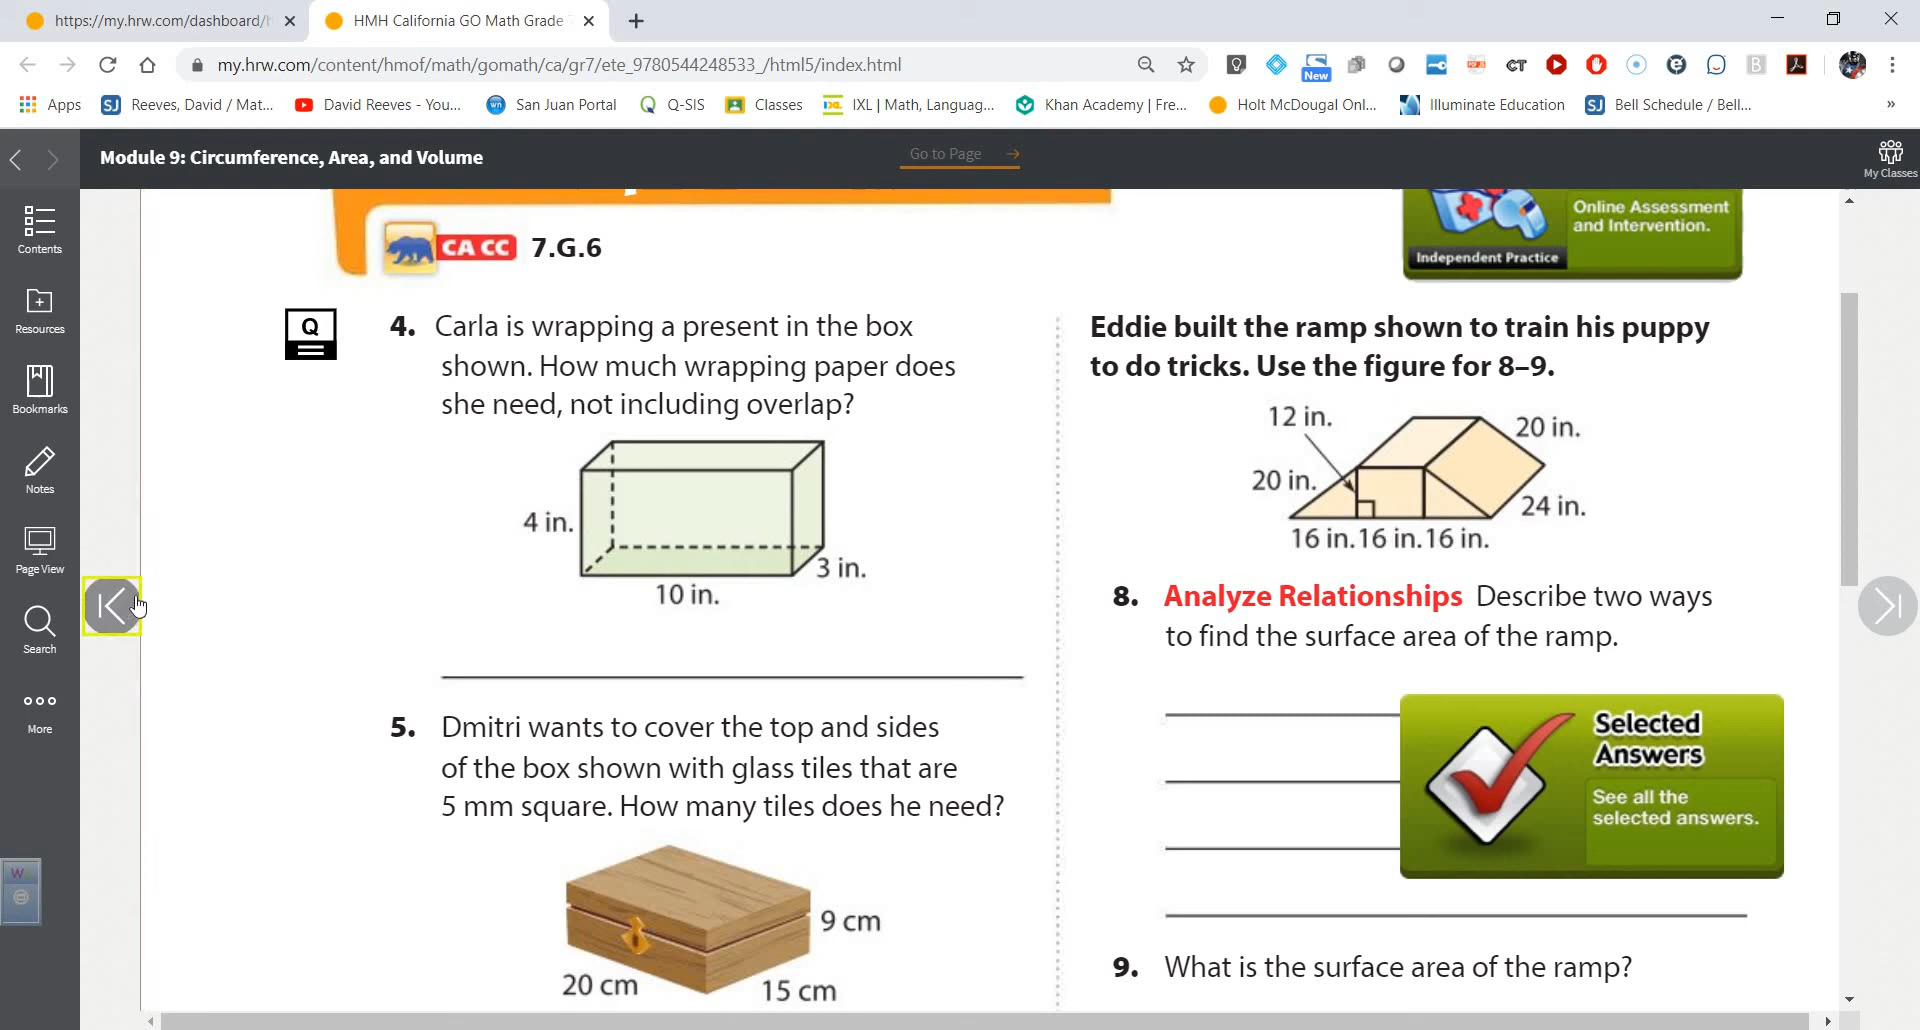 https://my.hrw.com/dashboard/
HMH California GO Math Grade
my.hrw.com/content/hmof/math/gomath/ca/gr7/ete_9780544248533_/html5/index.html
New
CT
Apps
SJ
Reeves, David / Mat...
David Reeves - You...
wn
San Juan Portal
Q-SIS
Classes
IXL | Math, Languag...
Khan Academy | Fre...
Holt McDougal Onl...
Illuminate Education
SJ
Bell Schedule / Bell...
»
Module 9: Circumference, Area, and Volume
Go to Page
My Classes
Contents
Resources
Bookmarks
Notes
Page View
Search
More
W
CA CC
7.G.6
Online Assessment
and Intervention.
Independent Practice
Q
4. Carla is wrapping a present in the box
shown. How much wrapping paper does
she need, not including overlap?
4 in.
3 in.
10 in.
5. Dmitri wants to cover the top and sides
of the box shown with glass tiles that are
5 mm square. How many tiles does he need?
9 cm
20 cm
15 cm
Eddie built the ramp shown to train his puppy
to do tricks. Use the figure for 8–9.
12 in.
20 in.
20 in.
24 in.
16 in.16 in.16 in.
8. Analyze Relationships Describe two ways
to find the surface area of the ramp.
Selected
Answers
See all the
selected answers.
9. What is the surface area of the ramp?